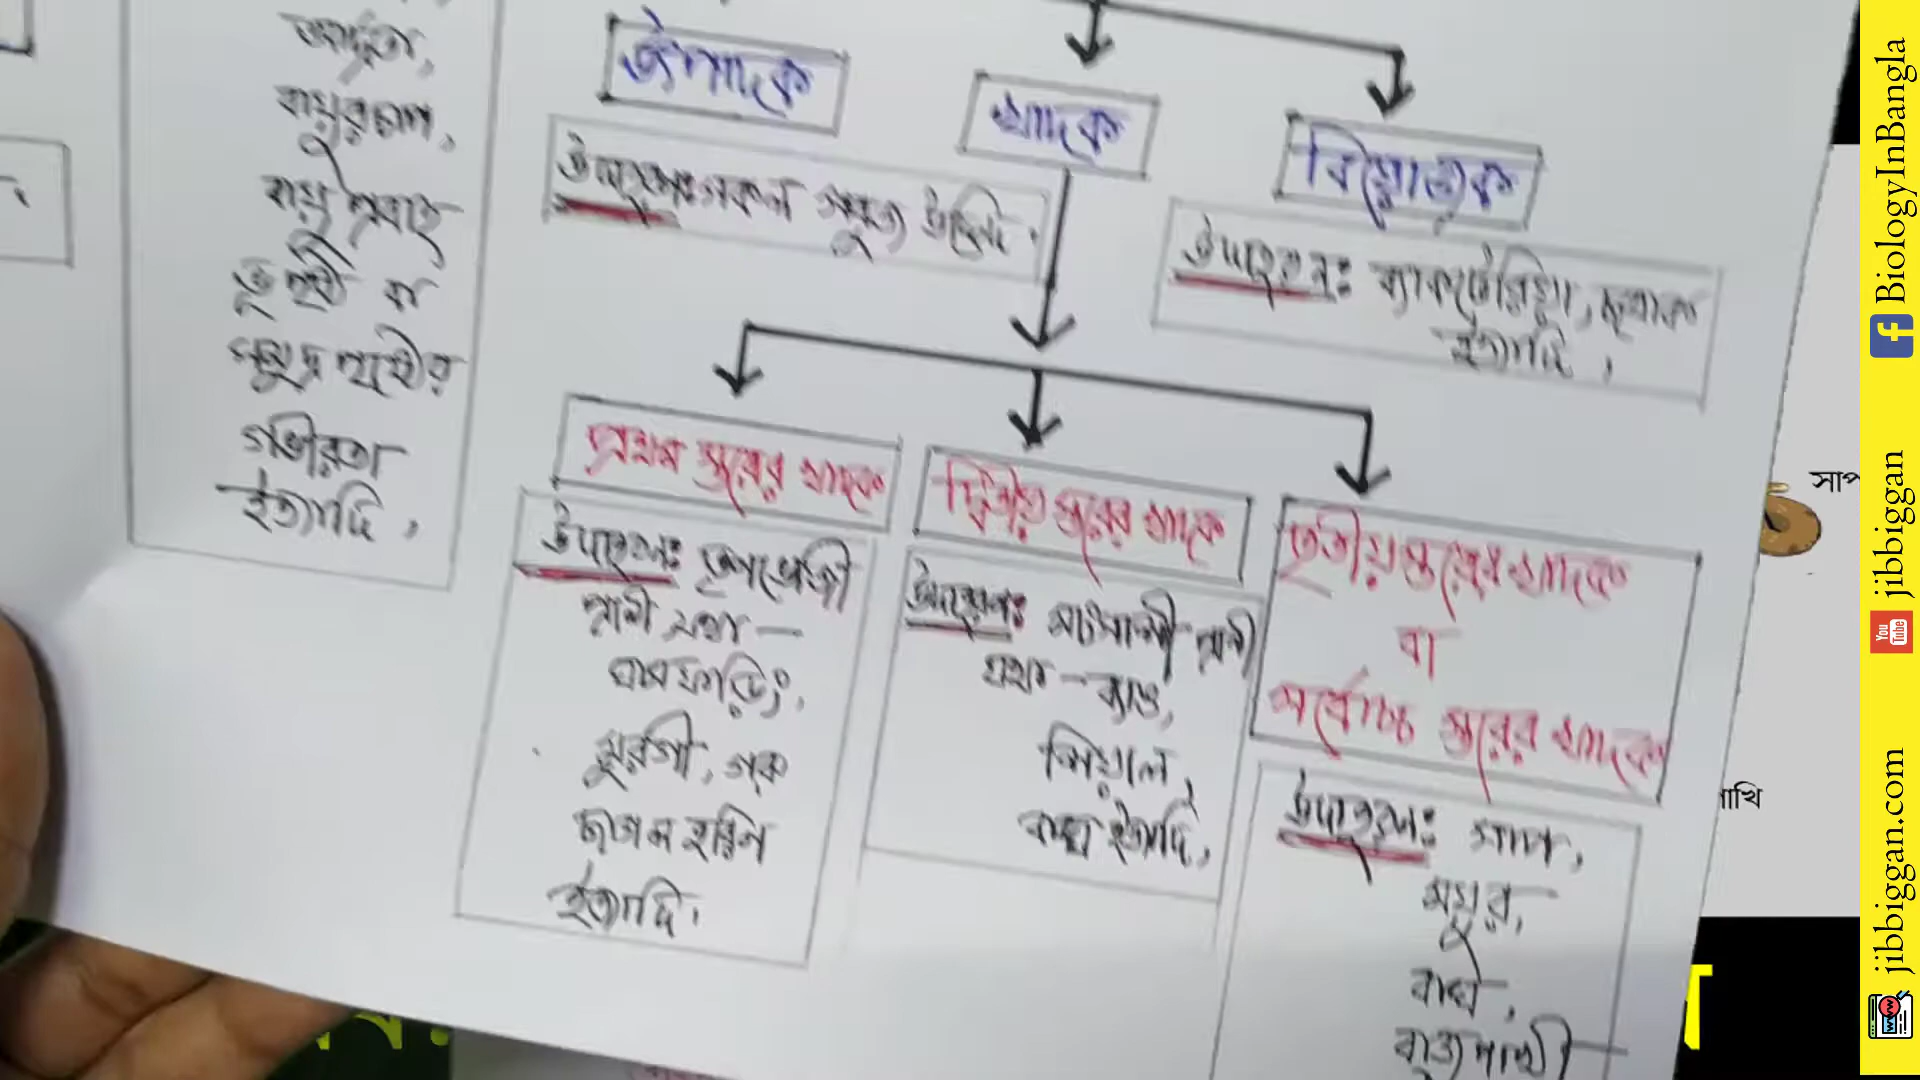 আর্দ্রতা,
বায়ুর চাপ,
বায়ু প্রবাহ
ভূপৃষ্ঠ বা
সমুদ্র পৃষ্ঠের
গভীরতা
ইত্যাদি,
উৎপাদক
উদাহরণঃ সকল সবুজ উদ্ভিদ.
খাদক
বিয়োজক
উদাহরণঃ ব্যাকটেরিয়া, ছত্রাক
ইত্যাদি,
প্রথম স্তরের খাদক
উদাহরণঃ তৃণভোজী
প্রাণী যথা —
ঘাসফড়িং,
মুরগী, গরু
ছাগল হরিণ
ইত্যাদি.
দ্বিতীয় স্তরের খাদক
উদাহরণঃ মাংসাশী প্রাণী
যথা — ব্যাঙ,
শিয়াল,
ইত্যাদি,
তৃতীয় স্তরের খাদক
বা
সর্বোচ্চ স্তরের খাদক
উদাহরণঃ সাপ,
ময়ূর,
বাঘ,
বাজপাখী
সাপ
BiologyInBangla
jibbiggan
jibbiggan.com